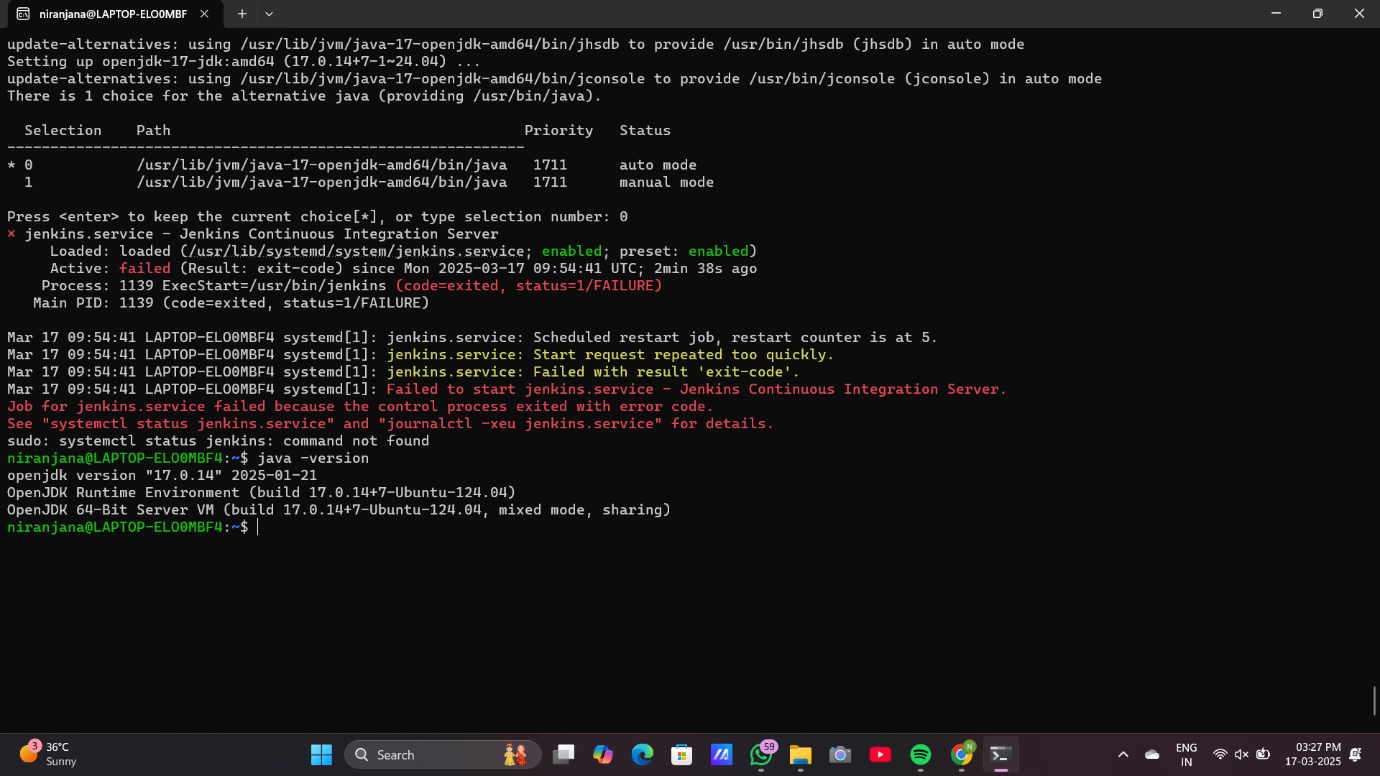 niranjana@LAPTOP-ELO0MBF
update-alternatives: using /usr/lib/jvm/java-17-openjdk-amd64/bin/jhsdb to provide /usr/bin/jhsdb (jhsdb) in auto mode
Setting up openjdk-17-jdk:amd64 (17.0.14+7-1~24.04) ...
update-alternatives: using /usr/lib/jvm/java-17-openjdk-amd64/bin/jconsole to provide /usr/bin/jconsole (jconsole) in auto mode
There is 1 choice for the alternative java (providing /usr/bin/java).
Selection    Path                                            Priority   Status
------------------------------------------------------------
* 0            /usr/lib/jvm/java-17-openjdk-amd64/bin/java   1711      auto mode
1            /usr/lib/jvm/java-17-openjdk-amd64/bin/java   1711      manual mode
Press <enter> to keep the current choice[*], or type selection number: 0
× jenkins.service - Jenkins Continuous Integration Server
Loaded: loaded (/usr/lib/systemd/system/jenkins.service; enabled; preset: enabled)
Active: failed (Result: exit-code) since Mon 2025-03-17 09:54:41 UTC; 2min 38s ago
Process: 1139 ExecStart=/usr/bin/jenkins (code=exited, status=1/FAILURE)
Main PID: 1139 (code=exited, status=1/FAILURE)
Mar 17 09:54:41 LAPTOP-ELO0MBF4 systemd[1]: jenkins.service: Scheduled restart job, restart counter is at 5.
Mar 17 09:54:41 LAPTOP-ELO0MBF4 systemd[1]: jenkins.service: Start request repeated too quickly.
Mar 17 09:54:41 LAPTOP-ELO0MBF4 systemd[1]: jenkins.service: Failed with result 'exit-code'.
Mar 17 09:54:41 LAPTOP-ELO0MBF4 systemd[1]: Failed to start jenkins.service - Jenkins Continuous Integration Server.
Job for jenkins.service failed because the control process exited with error code.
See "systemctl status jenkins.service" and "journalctl -xeu jenkins.service" for details.
sudo: systemctl status jenkins: command not found
niranjana@LAPTOP-ELO0MBF4:~$ java -version
openjdk version "17.0.14" 2025-01-21
OpenJDK Runtime Environment (build 17.0.14+7-Ubuntu-124.04)
OpenJDK 64-Bit Server VM (build 17.0.14+7-Ubuntu-124.04, mixed mode, sharing)
niranjana@LAPTOP-ELO0MBF4:~$
3
36°C
Sunny
Search
59
N
ENG
IN
03:27 PM
17-03-2025